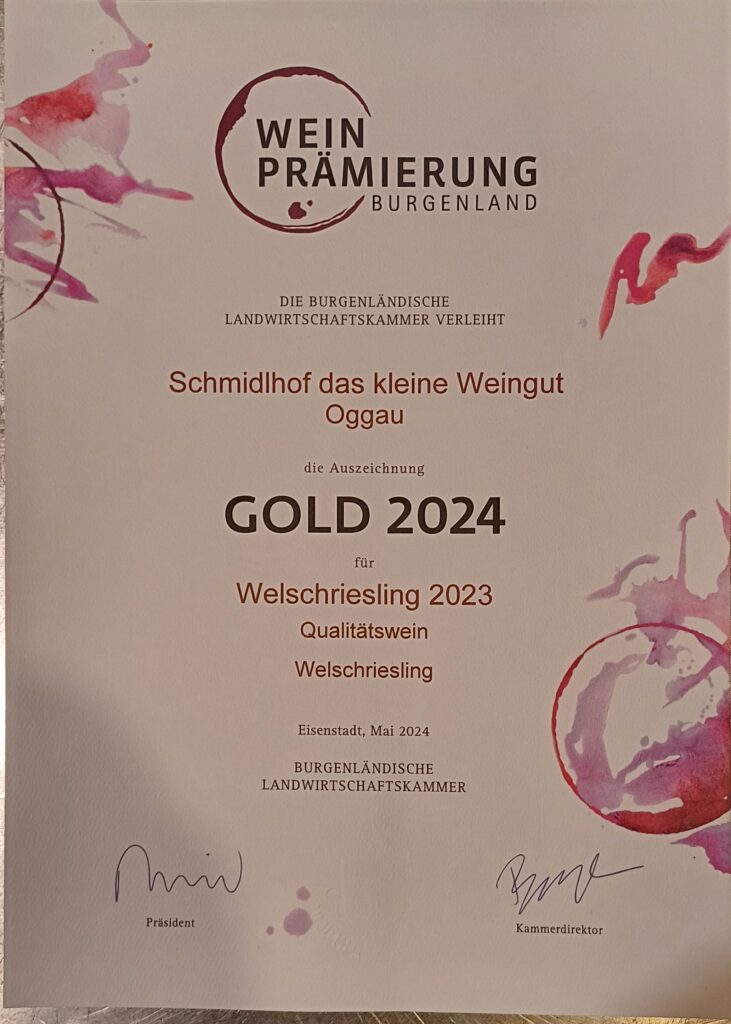 WEIN
PRÄMIERUNG
BURGENLAND
DIE BURGENLÄNDISCHE
LANDWIRTSCHAFTSKAMMER VERLEIHT
Schmidlhof das kleine Weingut
Oggau
die Auszeichnung
GOLD 2024
für
Welschriesling 2023
Qualitätswein
Welschriesling
Eisenstadt, Mai 2024
BURGENLÄNDISCHE
LANDWIRTSCHAFTSKAMMER
Präsident
Kammerdirektor